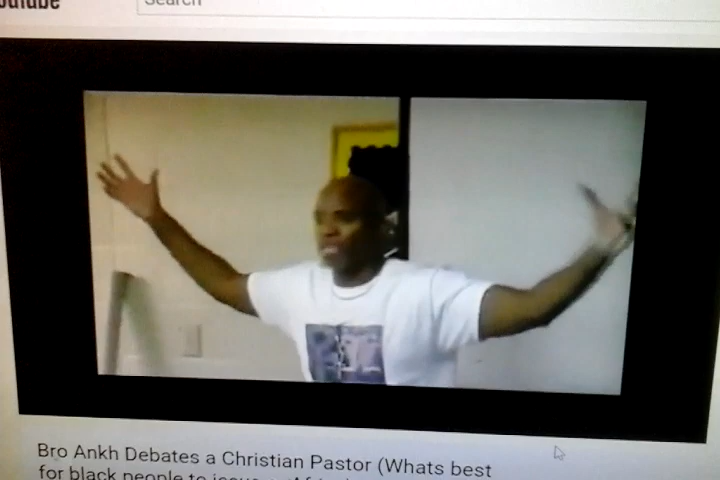 Search
Bro Ankh Debates a Christian Pastor (Whats best
for black people to